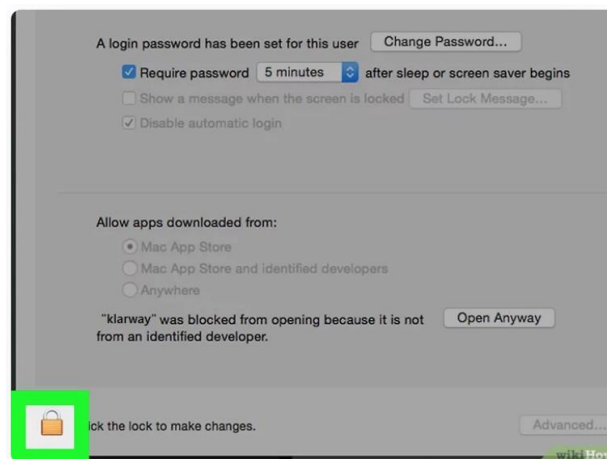 A login password has been set for this user Change Password...
Require password 5 minutes after sleep or screen saver begins
Show a message when the screen is locked Set Lock Message...
Disable automatic login
Allow apps downloaded from:
Mac App Store
Mac App Store and identified developers
Anywhere
"klarway" was blocked from opening because it is not Open Anyway
from an identified developer.
ick the lock to make changes. Advanced...
wikiHow